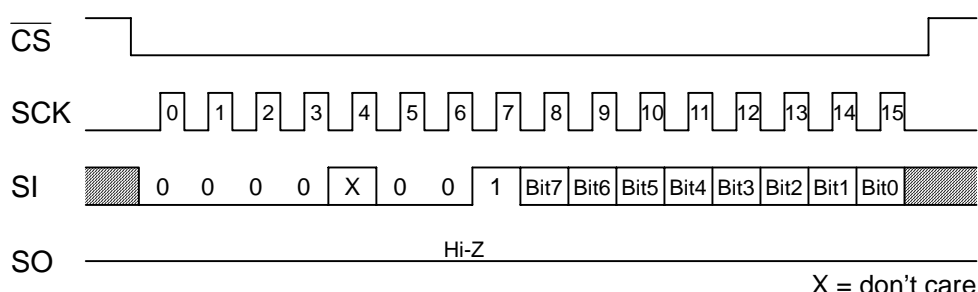 CS
SCK 0 1 2 3 4 5 6 7 8 9 10 11 12 13 14 15
SI 0 0 0 0 X 0 0 1 Bit7 Bit6 Bit5 Bit4 Bit3 Bit2 Bit1 Bit0
Hi-Z
SO
X = don't care